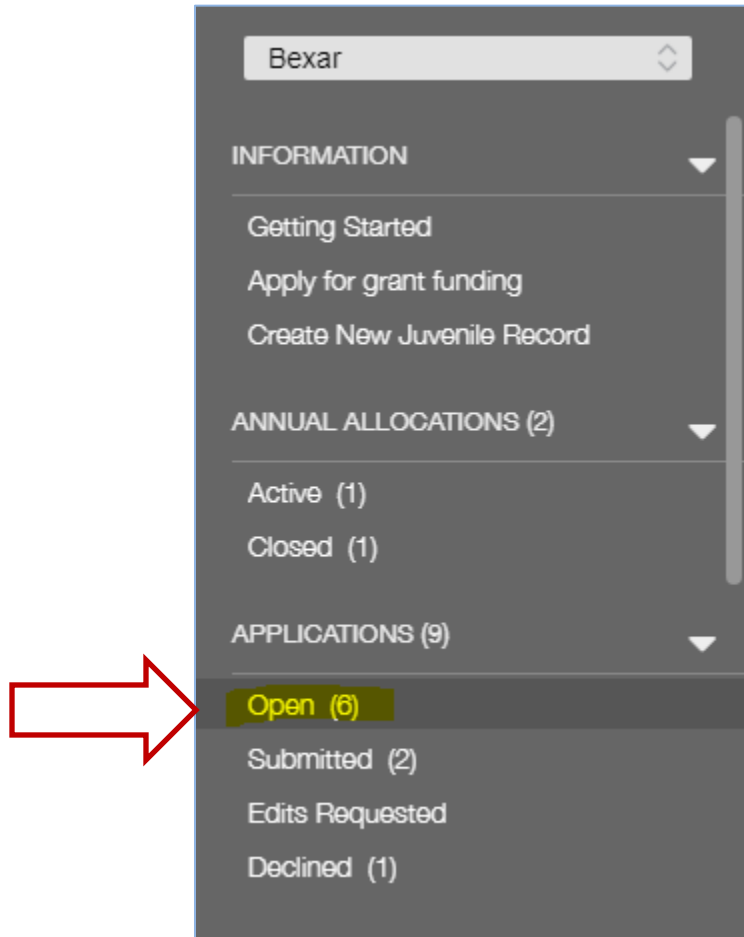 Bexar
INFORMATION
Getting Started
Apply for grant funding
Create New Juvenile Record
ANNUAL ALLOCATIONS (2)
Active (1)
Closed (1)
APPLICATIONS (9)
Open (6)
Submitted (2)
Edits Requested
Declined (1)